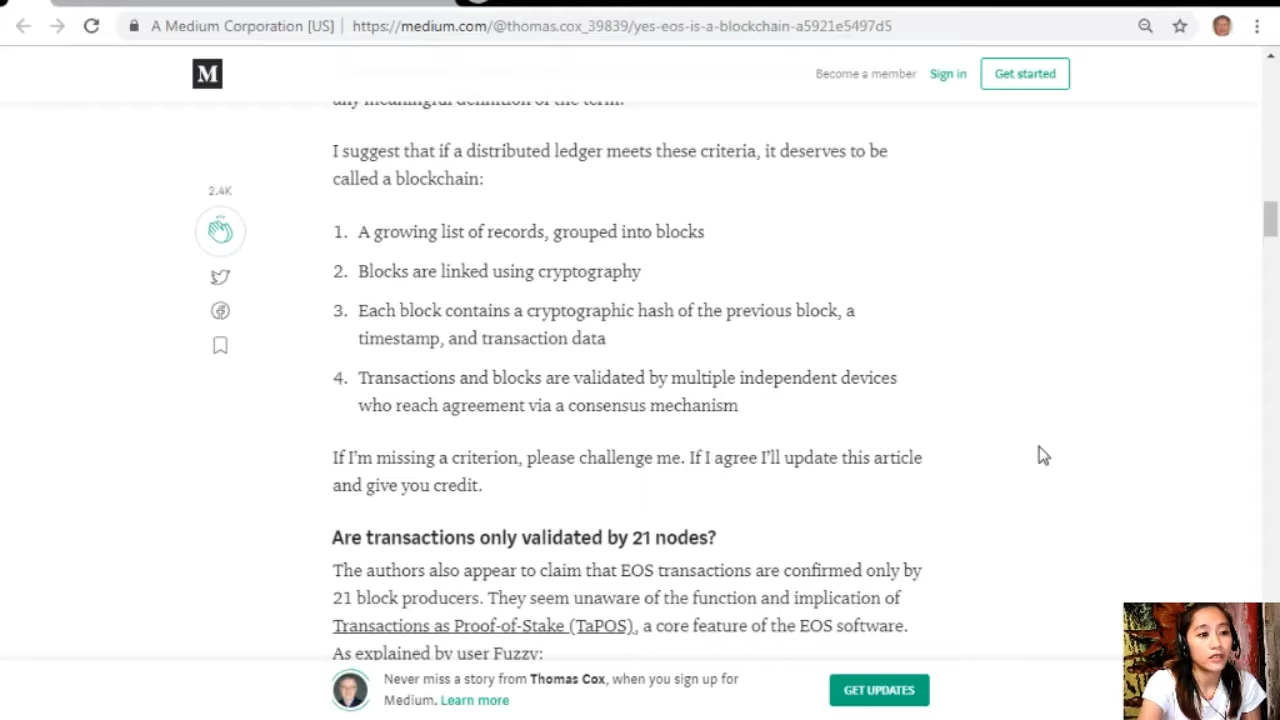 A Medium Corporation [US] | https://medium.com/@thomas.cox_39839/yes-eos-is-a-blockchain-a5921e5497d5
M
Become a member Sign in Get started
any meaningful definition of the term.
I suggest that if a distributed ledger meets these criteria, it deserves to be
called a blockchain:
2.4K
1. A growing list of records, grouped into blocks
2. Blocks are linked using cryptography
3. Each block contains a cryptographic hash of the previous block, a
timestamp, and transaction data
4. Transactions and blocks are validated by multiple independent devices
who reach agreement via a consensus mechanism
If I'm missing a criterion, please challenge me. If I agree I'll update this article
and give you credit.
Are transactions only validated by 21 nodes?
The authors also appear to claim that EOS transactions are confirmed only by
21 block producers. They seem unaware of the function and implication of
Transactions as Proof-of-Stake (TaPOS), a core feature of the EOS software.
As explained by user Fuzzy:
Never miss a story from Thomas Cox, when you sign up for
Medium. Learn more
GET UPDATES